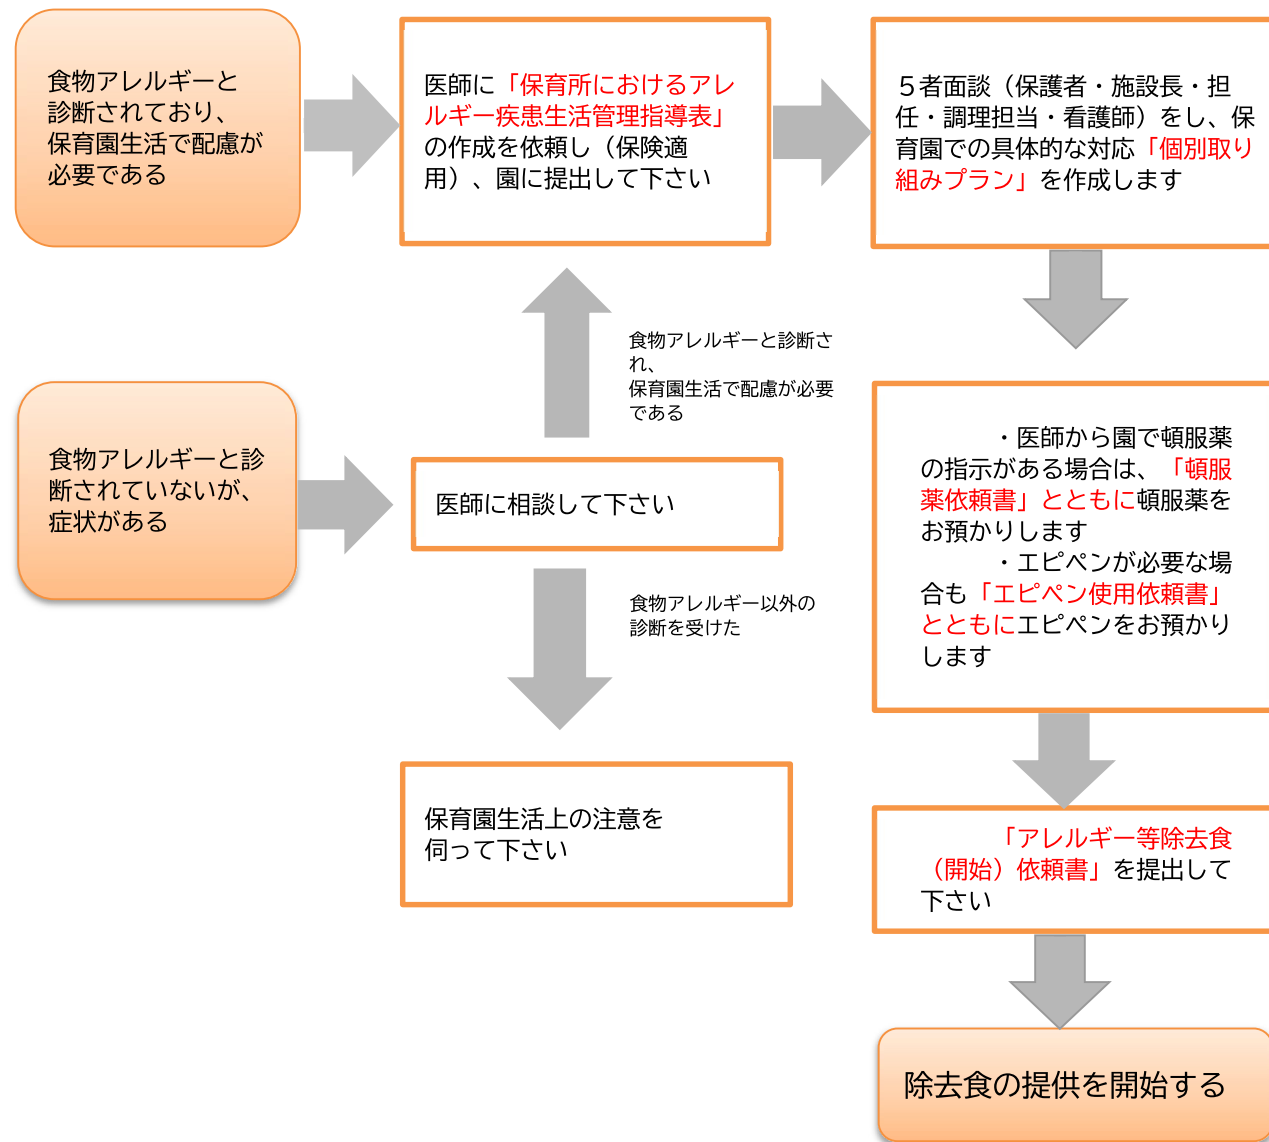 食物アレルギーと
診断されており、
保育園生活で配慮が
必要である
医師に「保育所におけるアレ
ルギー疾患生活管理指導表」
の作成を依頼し（保険適
用）、園に提出して下さい
５者面談（保護者・施設長・担
任・調理担当・看護師）をし、保
育園での具体的な対応「個別取り
組みプラン」を作成します
食物アレルギーと診断さ
れ、
保育園生活で配慮が必要
である
食物アレルギーと診
断されていないが、
症状がある
医師に相談して下さい
・医師から園で頓服薬
の指示がある場合は、「頓服
薬依頼書」とともに頓服薬を
お預かりします
・エピペンが必要な場
合も「エピペン使用依頼書」
とともにエピペンをお預かり
します
食物アレルギー以外の
診断を受けた
保育園生活上の注意を
伺って下さい
「アレルギー等除去食
（開始）依頼書」を提出して
下さい
除去食の提供を開始する